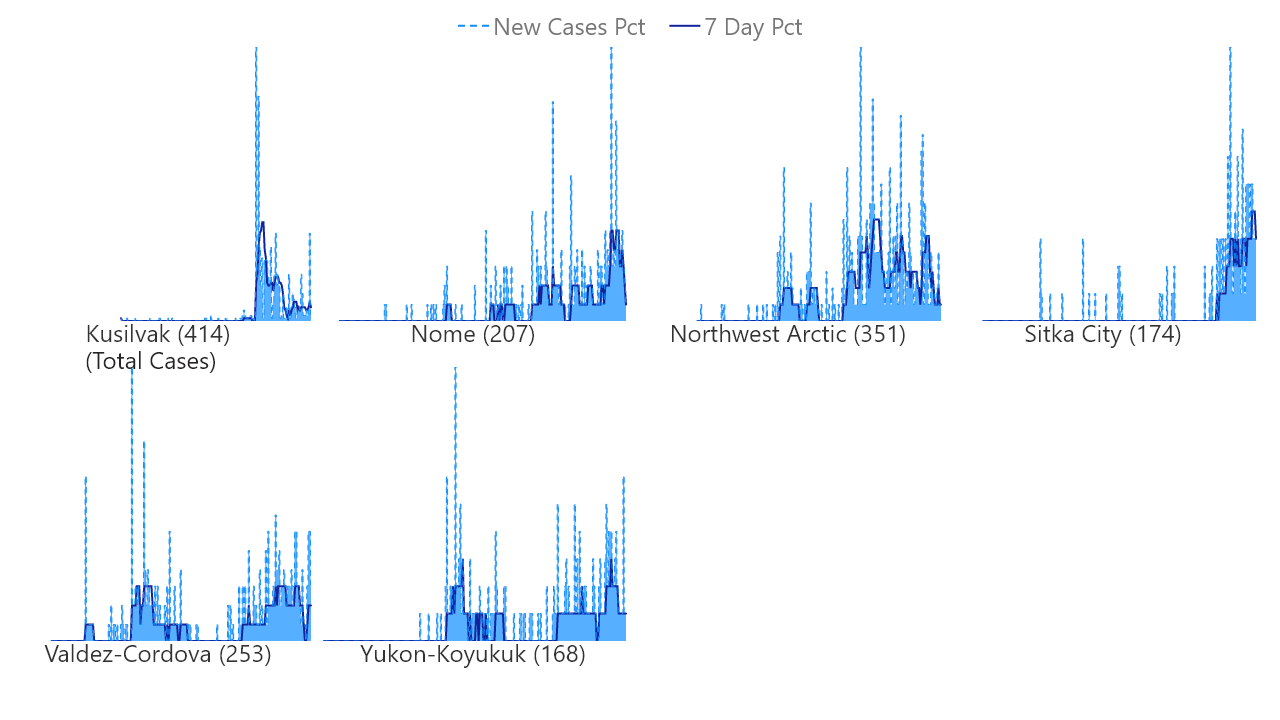 New Cases Pct 7 Day Pct
Kusilvak (414)
(Total Cases)
Nome (207)
Northwest Arctic (351)
Sitka City (174)
Valdez-Cordova (253)
Yukon-Koyukuk (168)